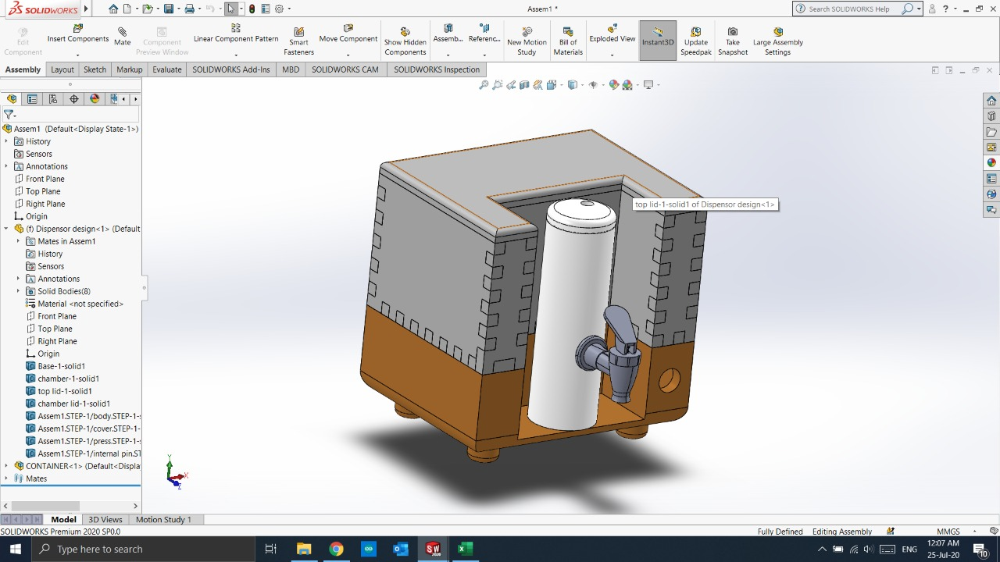 SOLIDWORKS
Assem1 *
Search SOLIDWORKS Help
Edit Component
Insert Components
Mate
Component Preview Window
Linear Component Pattern
Smart Fasteners
Move Component
Show Hidden Components
Assemb...
Referenc...
New Motion Study
Bill of Materials
Exploded View
Instant3D
Update Speedpak
Take Snapshot
Large Assembly Settings
Assembly
Layout
Sketch
Markup
Evaluate
SOLIDWORKS Add-Ins
MBD
SOLIDWORKS CAM
SOLIDWORKS Inspection
Assem1 (Default<Display State-1>)
History
Sensors
Annotations
Front Plane
Top Plane
Right Plane
Origin
(f) Dispensor design<1> (Default
Mates in Assem1
History
Sensors
Annotations
Solid Bodies(8)
Material <not specified>
Front Plane
Top Plane
Right Plane
Origin
Base-1-solid1
chamber-1-solid1
top lid-1-solid1
chamber lid-1-solid1
Assem1.STEP-1/body.STEP-1-s
Assem1.STEP-1/cover.STEP-1-
Assem1.STEP-1/press.STEP-1-
Assem1.STEP-1/internal pin.ST
CONTAINER<1> (Default<Displa
Mates
top lid-1-solid1 of Dispensor design<1>
Y
X
Z
Model
3D Views
Motion Study 1
SOLIDWORKS Premium 2020 SP0.0
Fully Defined
Editing Assembly
MMGS
Type here to search
SW
2020
ENG
12:07 AM
25-Jul-20
10